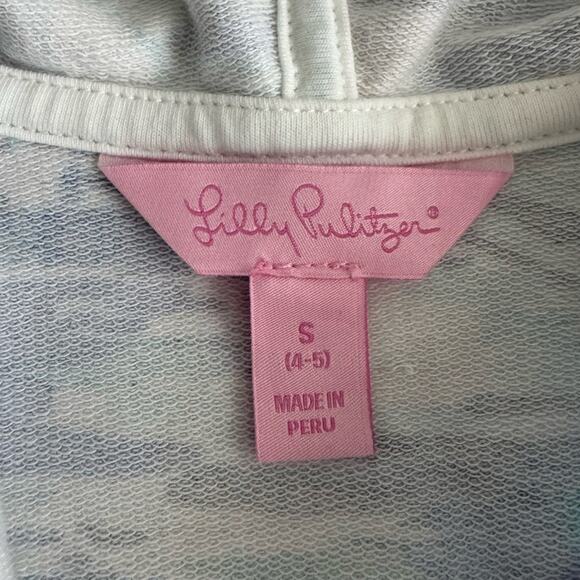 Lilly Pulitzer®
S
(4-5)
MADE IN
PERU